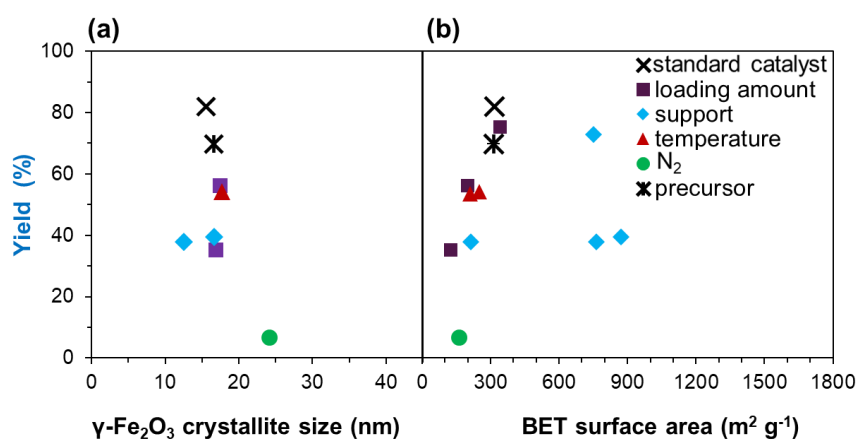 (a)
(b)
Yield (%)
100
80
60
40
20
0
0 10 20 30 40
0 300 600 900 1200 1500 1800
standard catalyst
loading amount
support
temperature
N₂
precursor
γ-Fe₂O₃ crystallite size (nm)
BET surface area (m² g⁻¹)